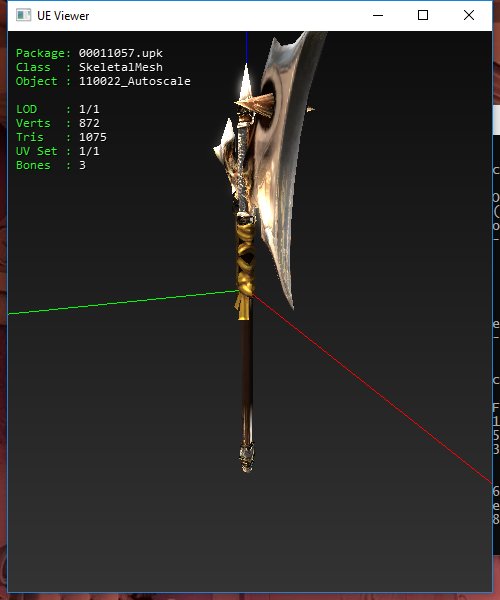 UE Viewer
Package: 00011057.upk
Class  : SkeletalMesh
Object : 110022_Autoscale
LOD    : 1/1
Verts  : 872
Tris   : 1075
UV Set : 1/1
Bones  : 3